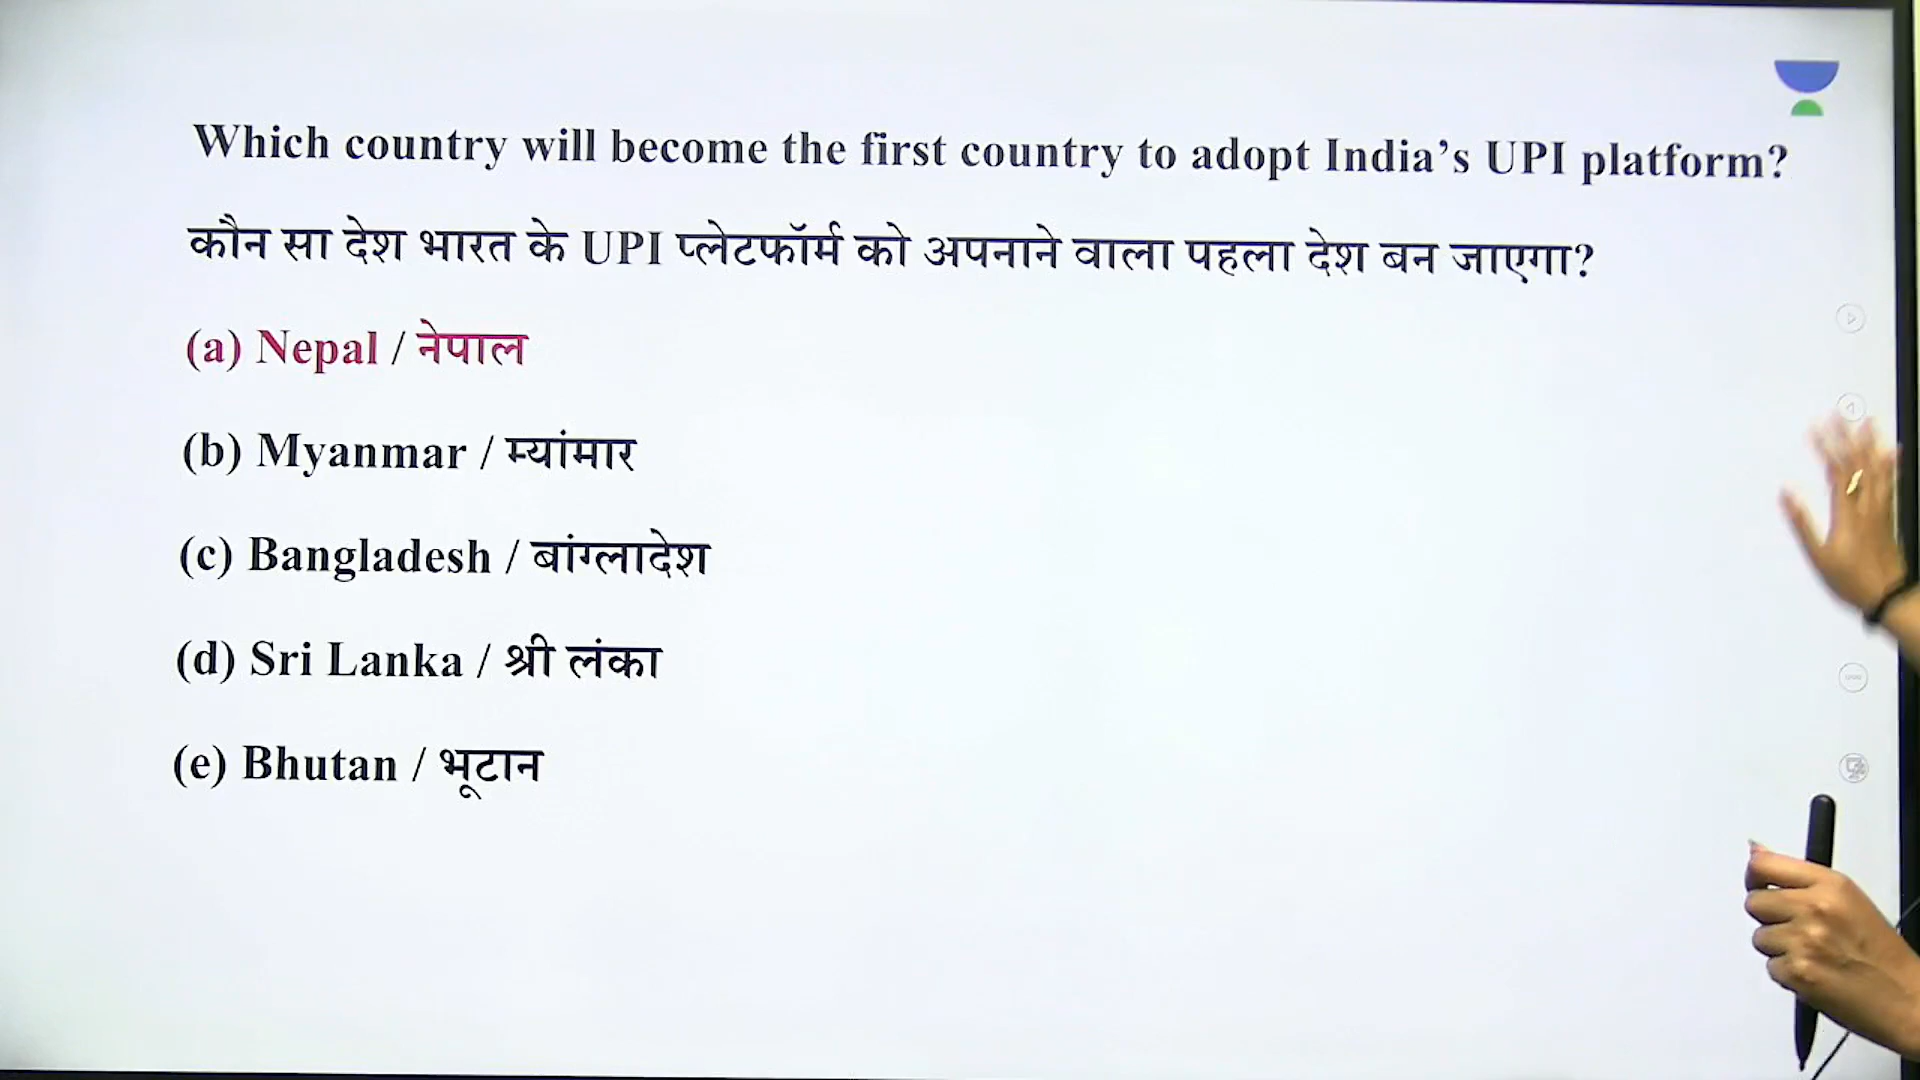 Which country will become the first country to adopt India’s UPI platform?
कौन सा देश भारत के UPI प्लेटफॉर्म को अपनाने वाला पहला देश बन जाएगा?
(a) Nepal / नेपाल
(b) Myanmar / म्यांमार
(c) Bangladesh / बांग्लादेश
(d) Sri Lanka / श्री लंका
(e) Bhutan / भूटान